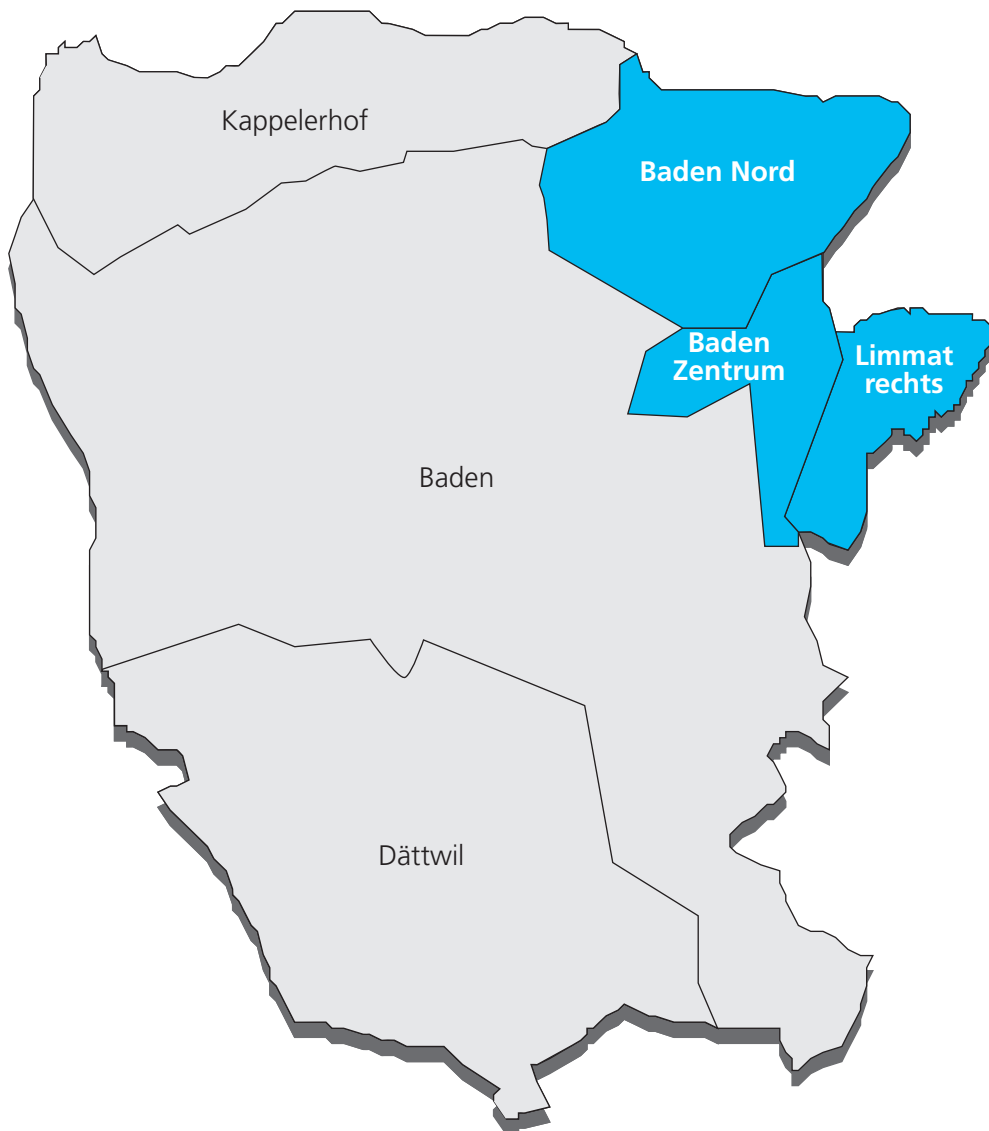 Kappelerhof
Baden Nord
Baden
Zentrum
Limmat
rechts
Baden
Dättwil